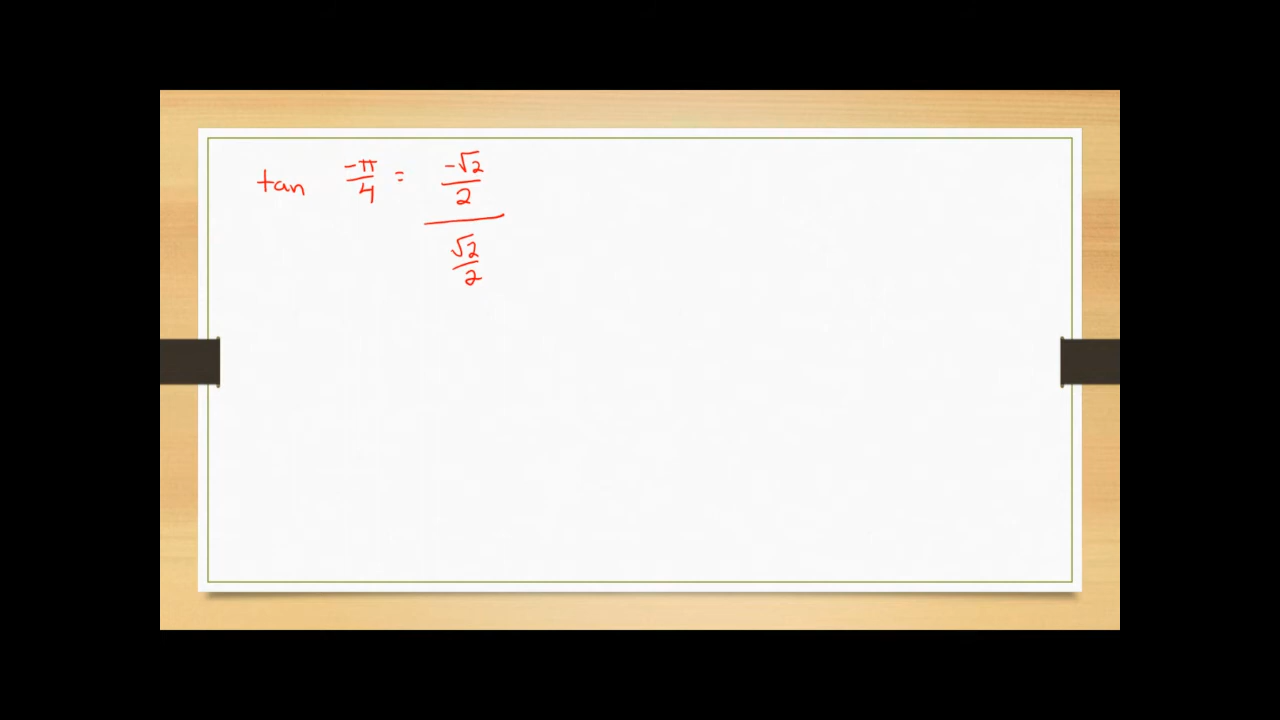 tan -π/4 = (-√2/2)/(√2/2)